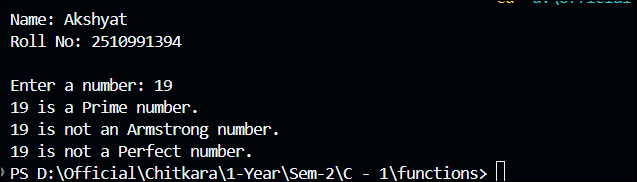 Name: Akshyat
Roll No: 2510991394
Enter a number: 19
19 is a Prime number.
19 is not an Armstrong number.
19 is not a Perfect number.
PS D:\Official\Chitkara\1-Year\Sem-2\C - 1\functions>